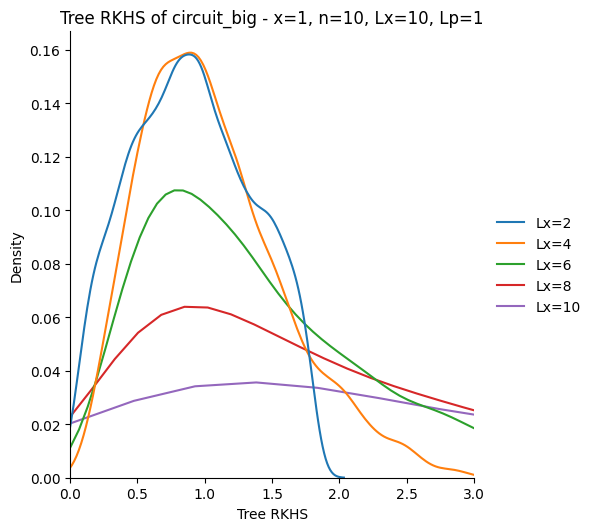 Tree RKHS of circuit_big - x=1, n=10, Lx=10, Lp=1
0.16
0.14
0.12
0.10
0.08
0.06
0.04
0.02
0.00
Density
0.0 0.5 1.0 1.5 2.0 2.5 3.0
Tree RKHS
Lx=2
Lx=4
Lx=6
Lx=8
Lx=10